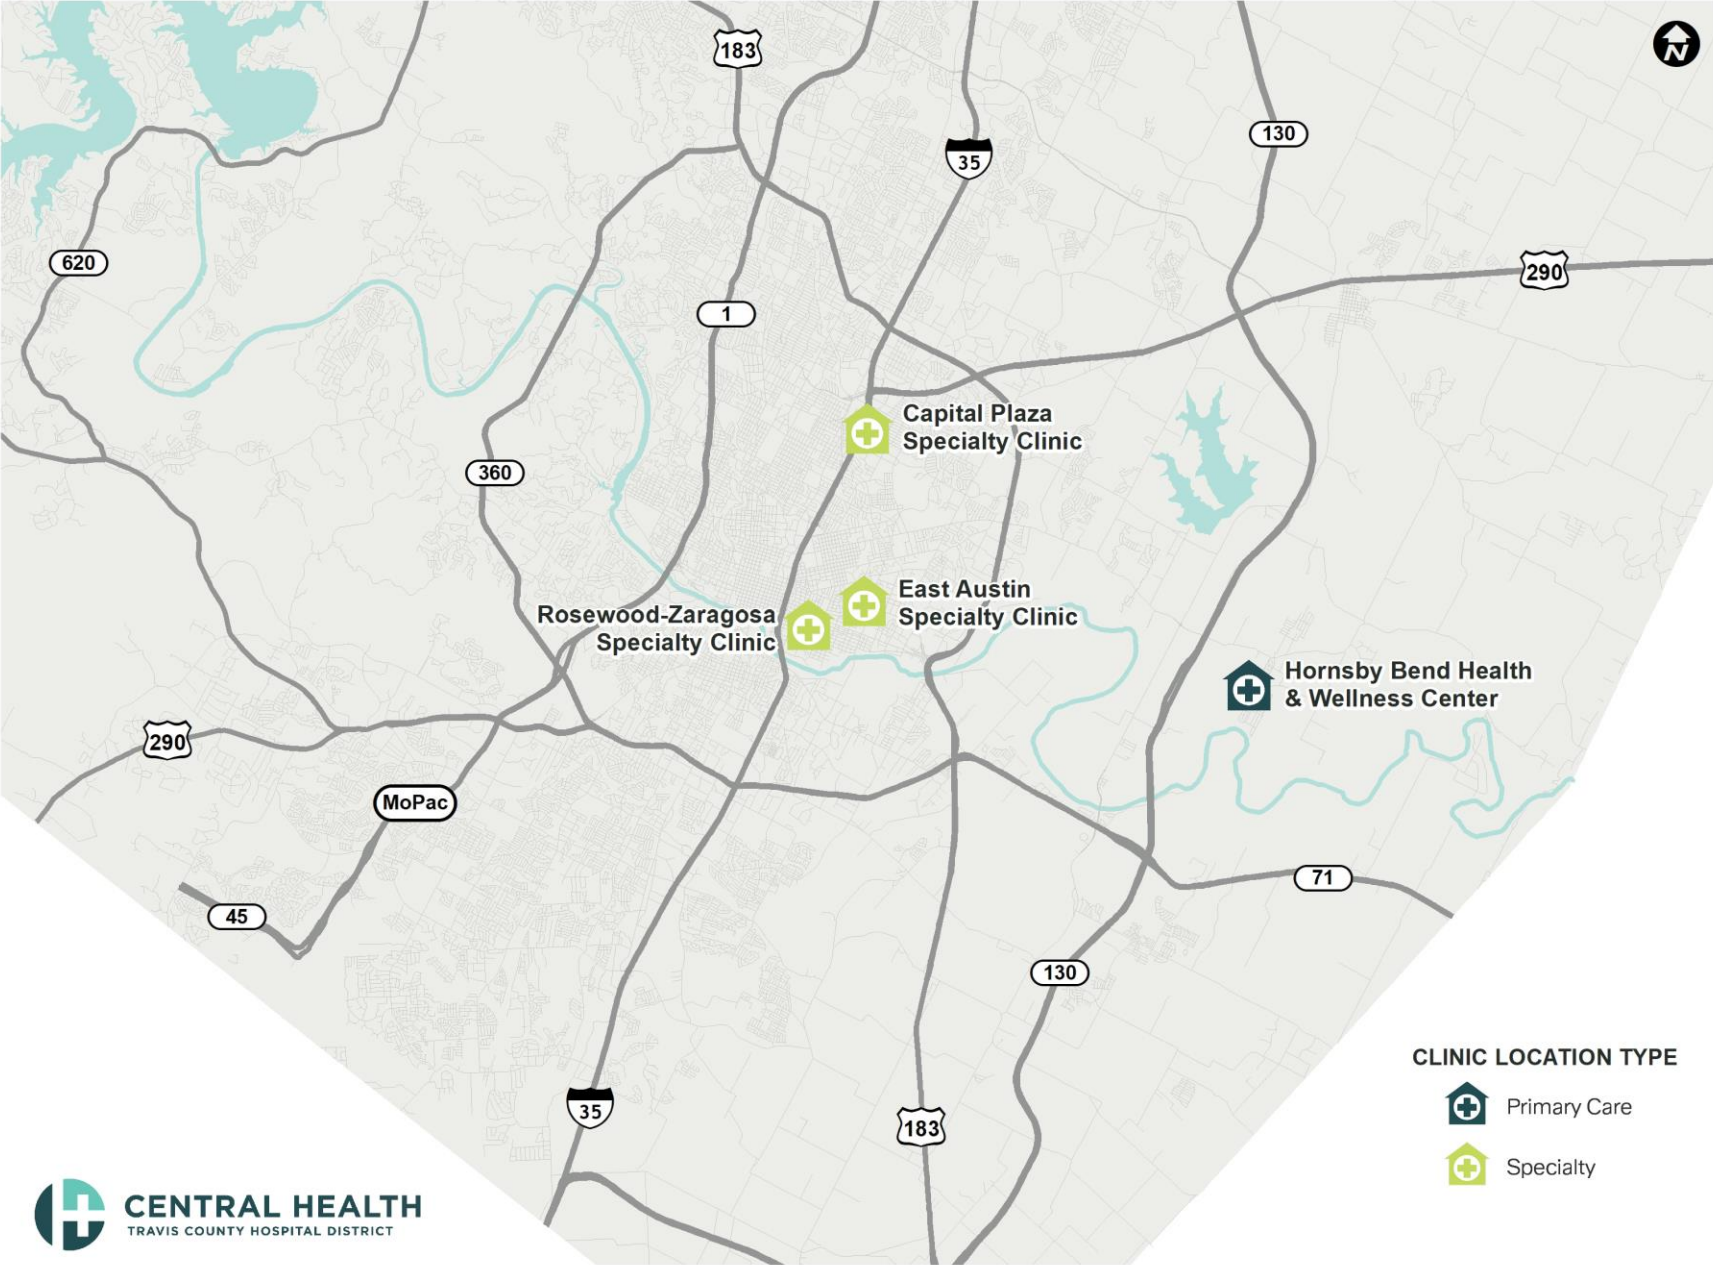 183
N
130
35
620
290
1
Capital Plaza
Specialty Clinic
360
East Austin
Specialty Clinic
Rosewood-Zaragosa
Specialty Clinic
Hornsby Bend Health
& Wellness Center
290
MoPac
71
45
130
CLINIC LOCATION TYPE
Primary Care
Specialty
35
183
CENTRAL HEALTH
TRAVIS COUNTY HOSPITAL DISTRICT